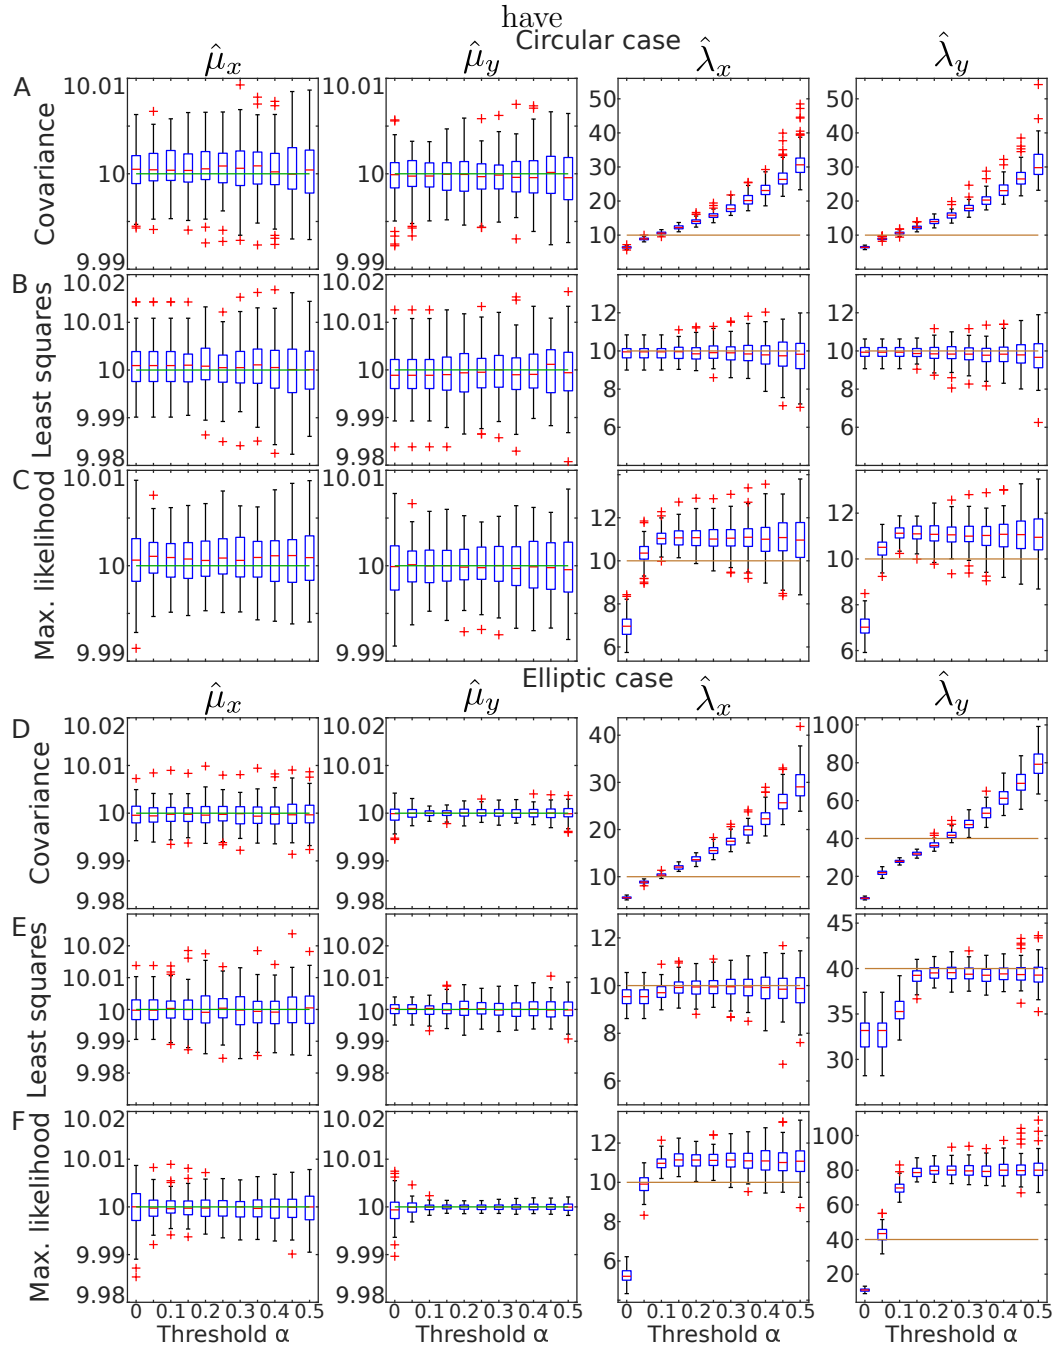 have
Circular case
μ̂x μ̂y λ̂x λ̂y
A
Covariance
10.01 10 9.99
10.01 10 9.99
50 40 30 20 10
50 40 30 20 10
B
Least squares
10.02 10.01 10 9.99 9.98
10.02 10.01 10 9.99 9.98
12 10 8 6
12 10 8 6
C
Max. likelihood
10.01 10 9.99
10.01 10 9.99
12 10 8 6
12 10 8 6
Elliptic case
μ̂x μ̂y λ̂x λ̂y
D
Covariance
10.02 10.01 10 9.99 9.98
10.02 10.01 10 9.99 9.98
40 30 20 10
100 80 60 40 20
E
Least squares
10.02 10.01 10 9.99 9.98
10.02 10.01 10 9.99 9.98
12 10 8 6
45 40 35 30
F
Max. likelihood
10.02 10.01 10 9.99 9.98
10.02 10.01 10 9.99 9.98
12 10 8 6 4
100 80 60 40 20
0 0.1 0.2 0.3 0.4 0.5
0 0.1 0.2 0.3 0.4 0.5
0 0.1 0.2 0.3 0.4 0.5
0 0.1 0.2 0.3 0.4 0.5
Threshold α Threshold α Threshold α Threshold α